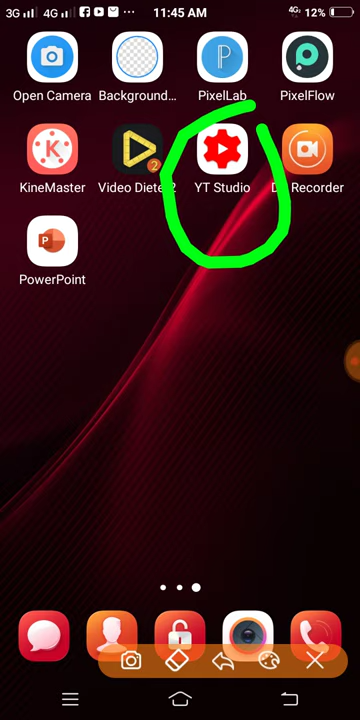 3G 4G 11:45 AM 4G 12%
Open Camera Background... PixelLab PixelFlow
KineMaster Video Diete 2 YT Studio Recorder
PowerPoint